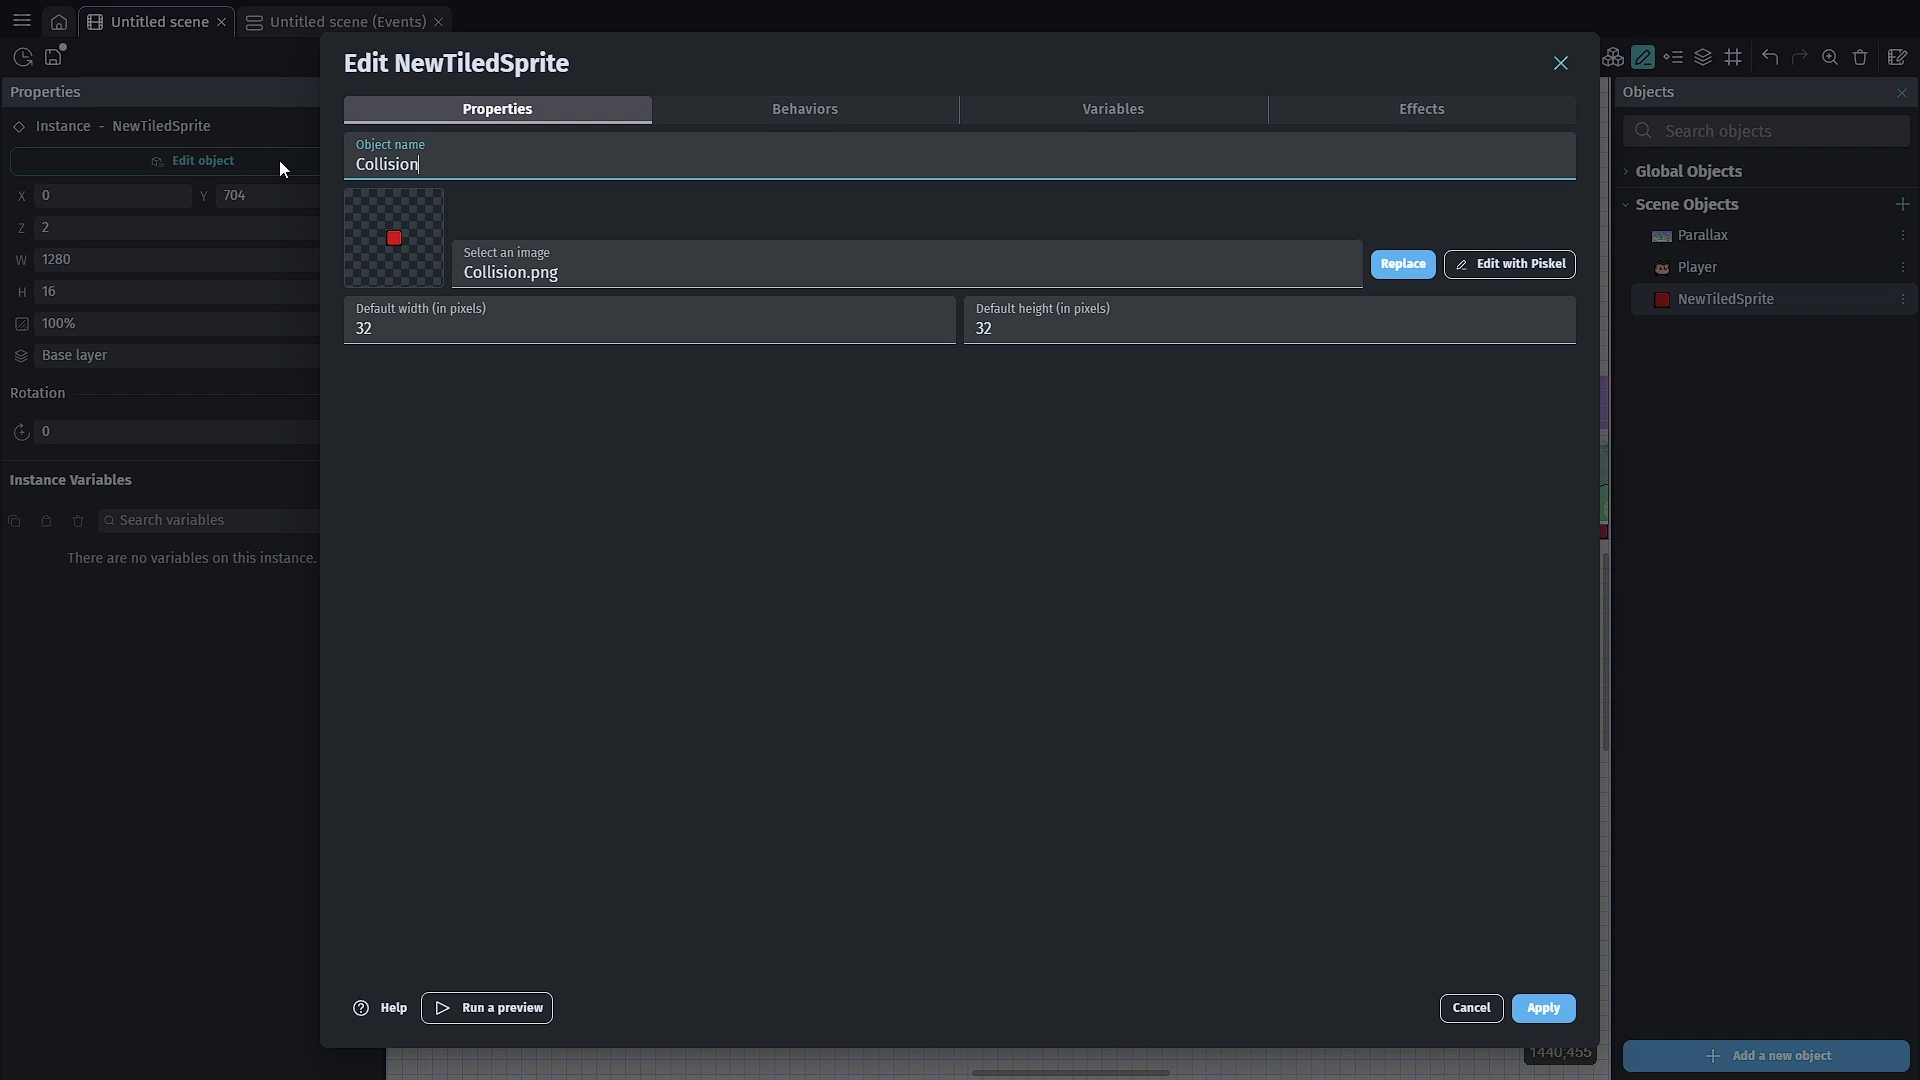 Untitled scene
Untitled scene (Events)
Properties
Instance - NewTiledSprite
Edit object
X 0 Y 704
Z 2
W 1280
H 16
100%
Base layer
Rotation
0
Instance Variables
Search variables
There are no variables on this instance.
Edit NewTiledSprite
Properties Behaviors Variables Effects
Object name
Collision
Select an image
Collision.png
Replace
Edit with Piskel
Default width (in pixels)
32
Default height (in pixels)
32
Help
Run a preview
Cancel
Apply
1440;455
Objects
Search objects
Global Objects
Scene Objects
Parallax
Player
NewTiledSprite
Add a new object